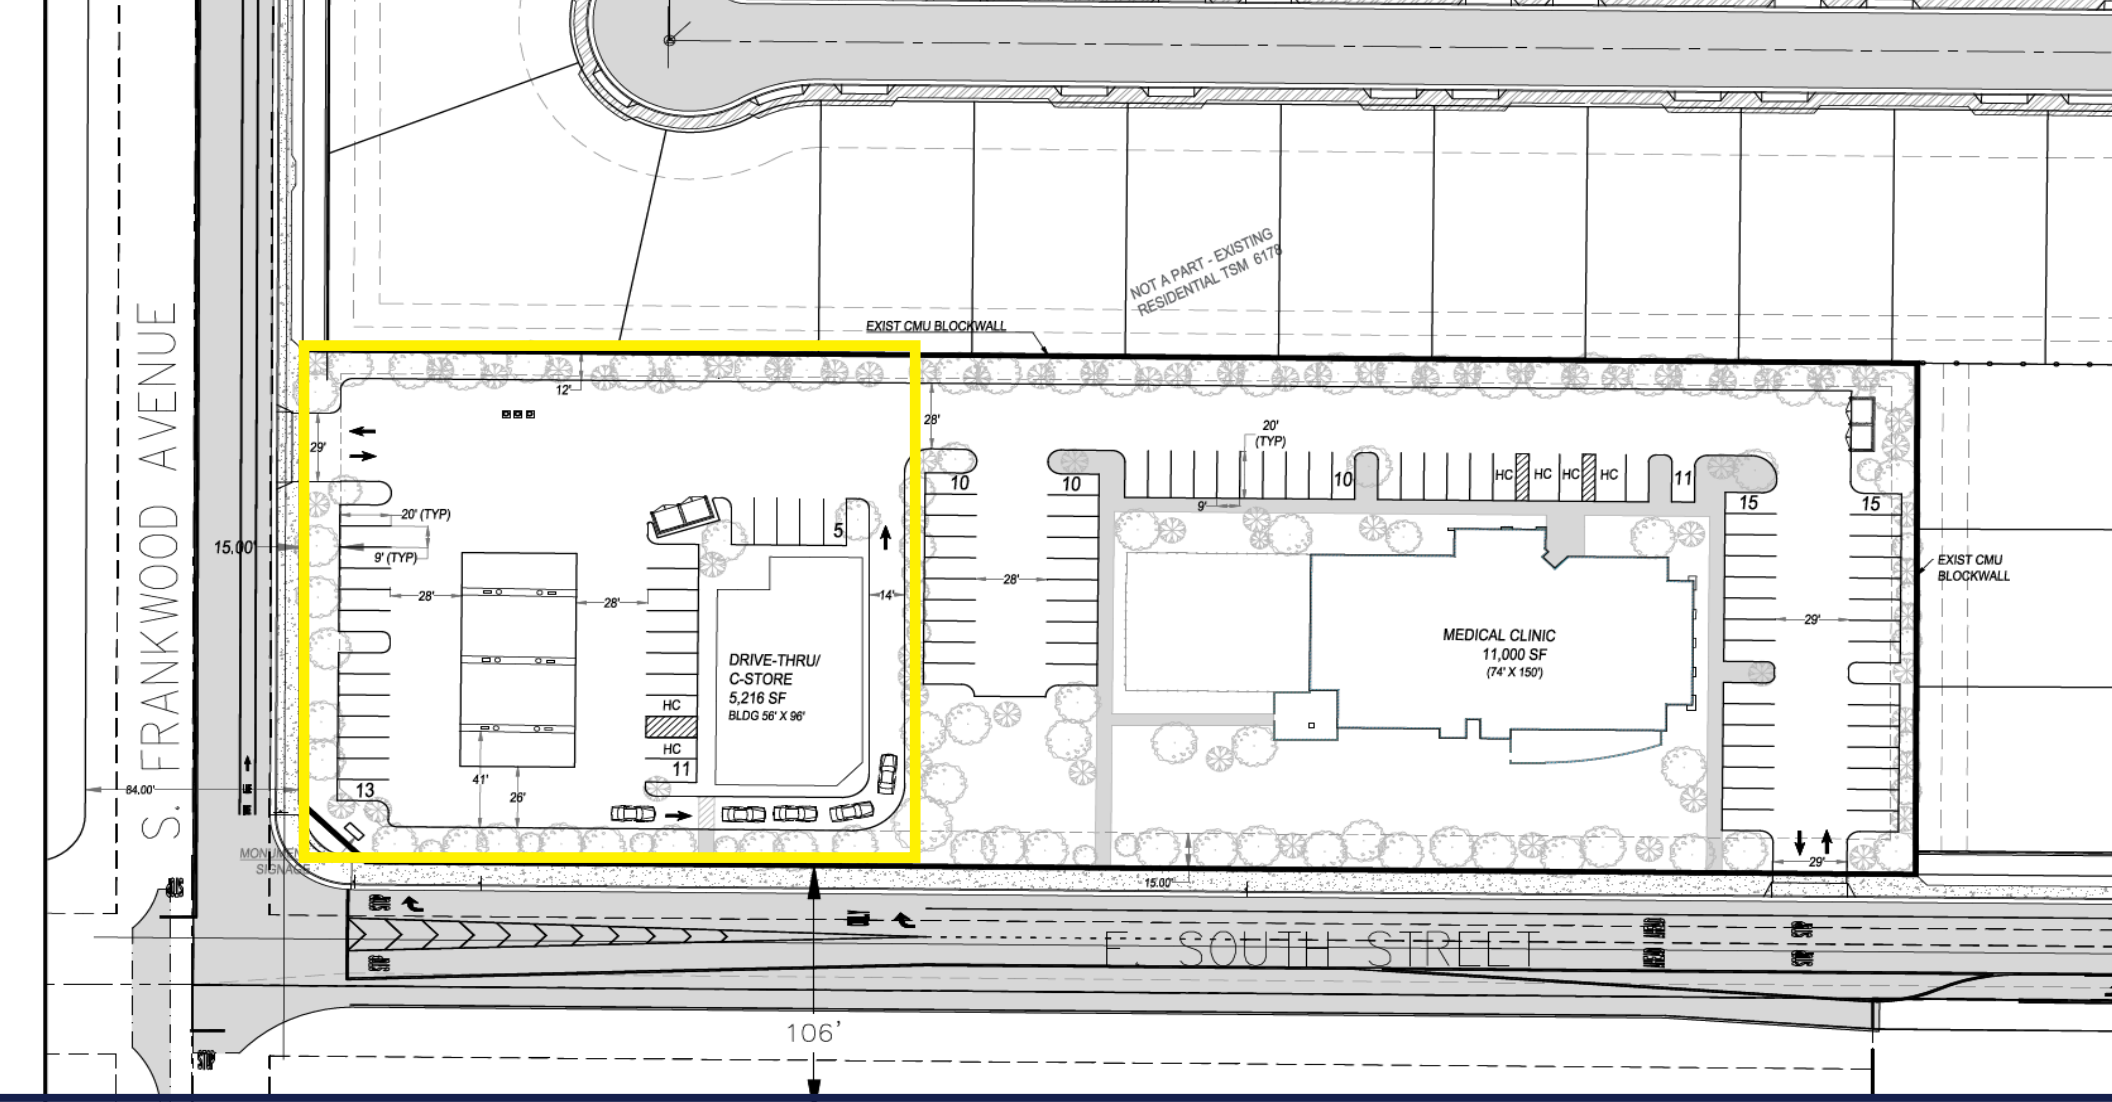 NOT A PART - EXISTING
RESIDENTIAL TSM 6178
EXIST CMU BLOCKWALL
S. FRANKWOOD AVENUE
12'
29'
28'
20'
(TYP)
10
10
10
HC
HC
HC
HC
11
15
15
9'
20' (TYP)
9' (TYP)
15.00'
5
28'
28'
14'
28'
29'
EXIST CMU
BLOCKWALL
DRIVE-THRU/
C-STORE
5,216 SF
BLDG 56' X 96'
MEDICAL CLINIC
11,000 SF
(74' X 150')
HC
HC
11
41'
26'
13
84.00'
29'
15.00'
E. SOUTH STREET
STOP
106'